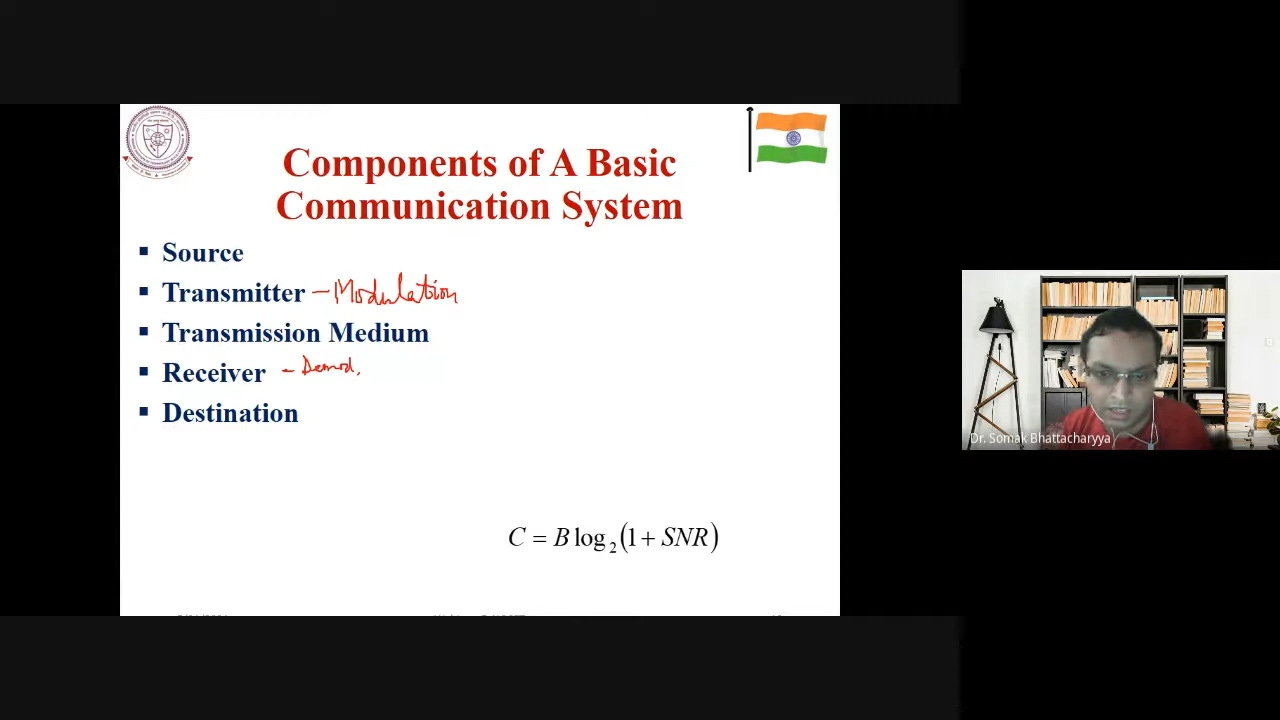 Components of A Basic
Communication System
▪ Source
▪ Transmitter – Modulation
▪ Transmission Medium
▪ Receiver – Demod.
▪ Destination
C = B log₂(1 + SNR)
Dr. Somak Bhattacharyya